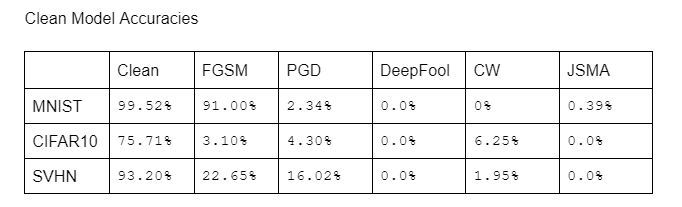 Clean Model Accuracies
Clean FGSM PGD DeepFool CW JSMA
MNIST 99.52% 91.00% 2.34% 0.0% 0% 0.39%
CIFAR10 75.71% 3.10% 4.30% 0.0% 6.25% 0.0%
SVHN 93.20% 22.65% 16.02% 0.0% 1.95% 0.0%